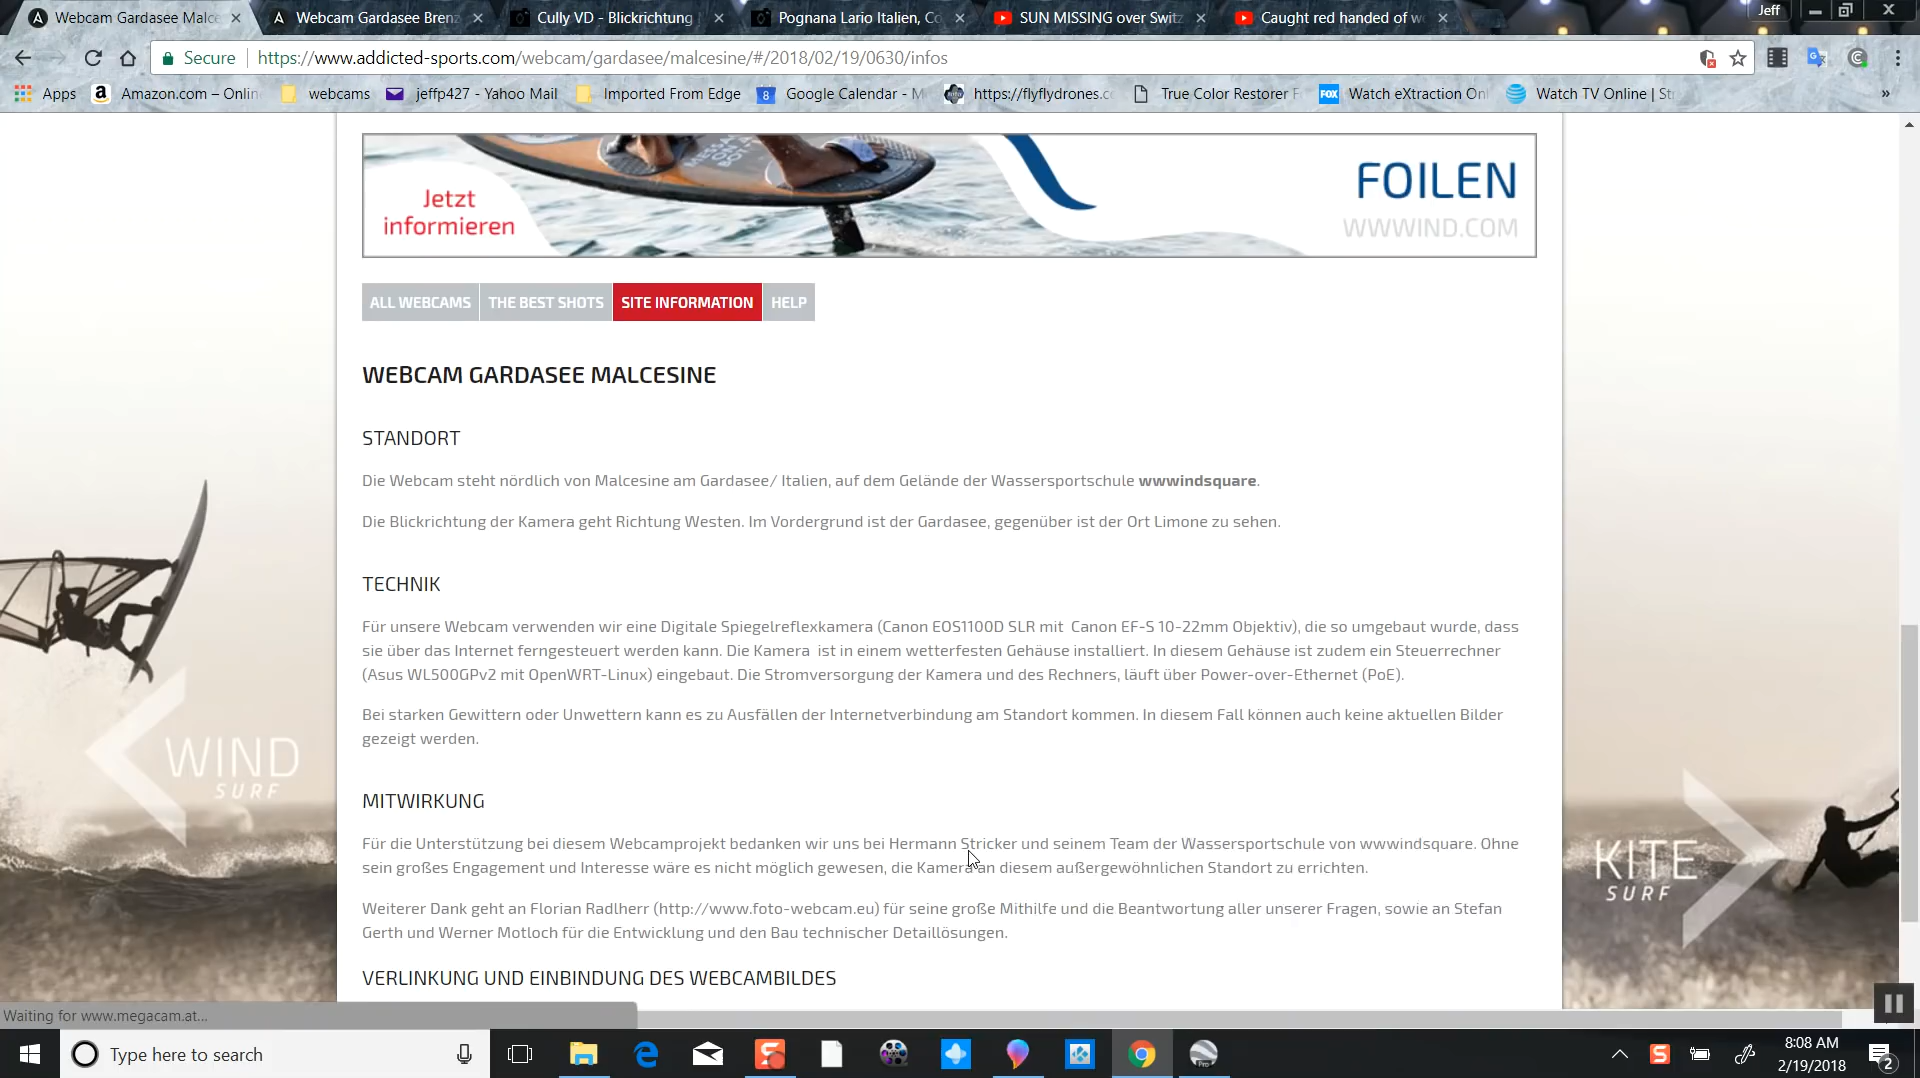 Webcam Gardasee Malce
Webcam Gardasee Brenz
Cully VD - Blickrichtung
Pognana Lario Italien, Co
SUN MISSING over Switz
Caught red handed of we
Jeff
Secure
https://www.addicted-sports.com/webcam/gardasee/malcesine/#/2018/02/19/0630/infos
Apps
Amazon.com – Onlin
webcams
jeffp427 - Yahoo Mail
Imported From Edge
Google Calendar - M
https://flyflydrones.c
True Color Restorer F
Watch eXtraction Onl
Watch TV Online | St
»
Jetzt
informieren
FOILEN
WWWIND.COM
ALL WEBCAMS
THE BEST SHOTS
SITE INFORMATION
HELP
WEBCAM GARDASEE MALCESINE
STANDORT
Die Webcam steht nördlich von Malcesine am Gardasee/ Italien, auf dem Gelände der Wassersportschule wwwindsquare.
Die Blickrichtung der Kamera geht Richtung Westen. Im Vordergrund ist der Gardasee, gegenüber ist der Ort Limone zu sehen.
TECHNIK
Für unsere Webcam verwenden wir eine Digitale Spiegelreflexkamera (Canon EOS1100D SLR mit Canon EF-S 10-22mm Objektiv), die so umgebaut wurde, dass
sie über das Internet ferngesteuert werden kann. Die Kamera ist in einem wetterfesten Gehäuse installiert. In diesem Gehäuse ist zudem ein Steuerrechner
(Asus WL500GPv2 mit OpenWRT-Linux) eingebaut. Die Stromversorgung der Kamera und des Rechners, läuft über Power-over-Ethernet (PoE).
Bei starken Gewittern oder Unwettern kann es zu Ausfällen der Internetverbindung am Standort kommen. In diesem Fall können auch keine aktuellen Bilder
gezeigt werden.
WIND
SURF
MITWIRKUNG
Für die Unterstützung bei diesem Webcamprojekt bedanken wir uns bei Hermann Stricker und seinem Team der Wassersportschule von wwwindsquare. Ohne
sein großes Engagement und Interesse wäre es nicht möglich gewesen, die Kamera an diesem außergewöhnlichen Standort zu errichten.
KITE
SURF
Weiterer Dank geht an Florian Radlherr (http://www.foto-webcam.eu) für seine große Mithilfe und die Beantwortung aller unserer Fragen, sowie an Stefan
Gerth und Werner Motloch für die Entwicklung und den Bau technischer Detaillösungen.
VERLINKUNG UND EINBINDUNG DES WEBCAMBILDES
Waiting for www.megacam.at...
Type here to search
8:08 AM
2/19/2018
2